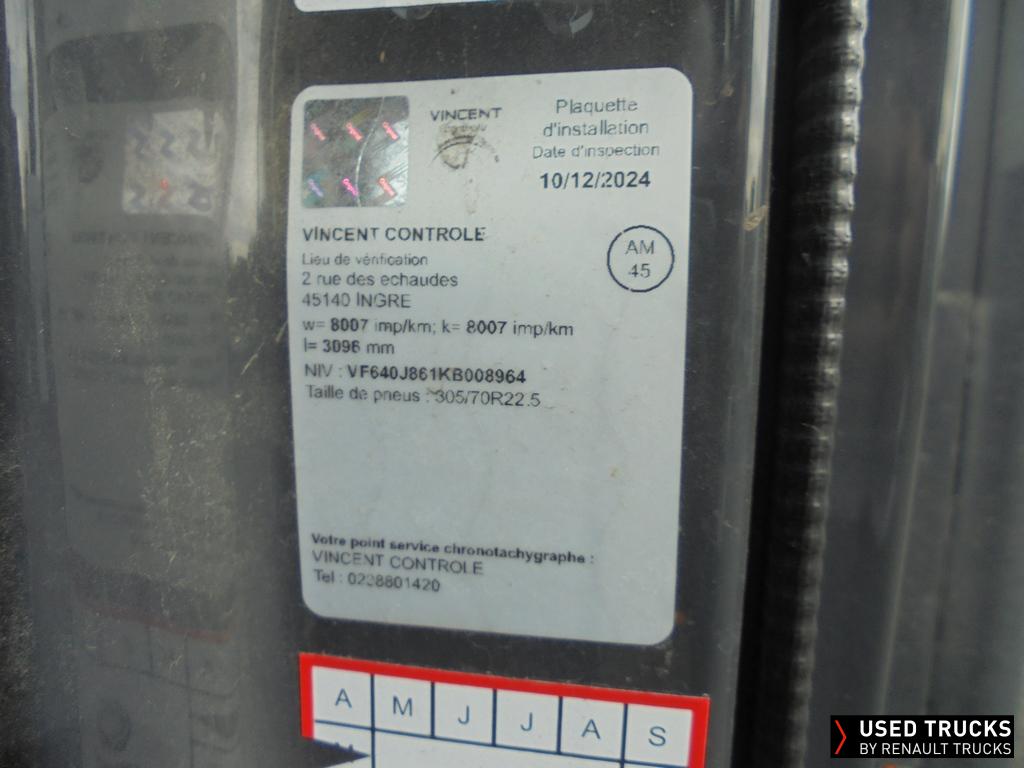 VINCENT
Plaquette
d'installation
Date d'inspection
10/12/2024
VINCENT CONTROLE
AM
45
Lieu de vérification
2 rue des echaudes
45140 INGRE
w= 8007 imp/km; k= 8007 imp/km
l= 3096 mm
NIV : VF640J861KB008964
Taille de pneus : 305/70R22.5
Votre point service chronotachygraphe :
VINCENT CONTROLE
Tel : 0238801420
A M J J A S
USED TRUCKS
BY RENAULT TRUCKS